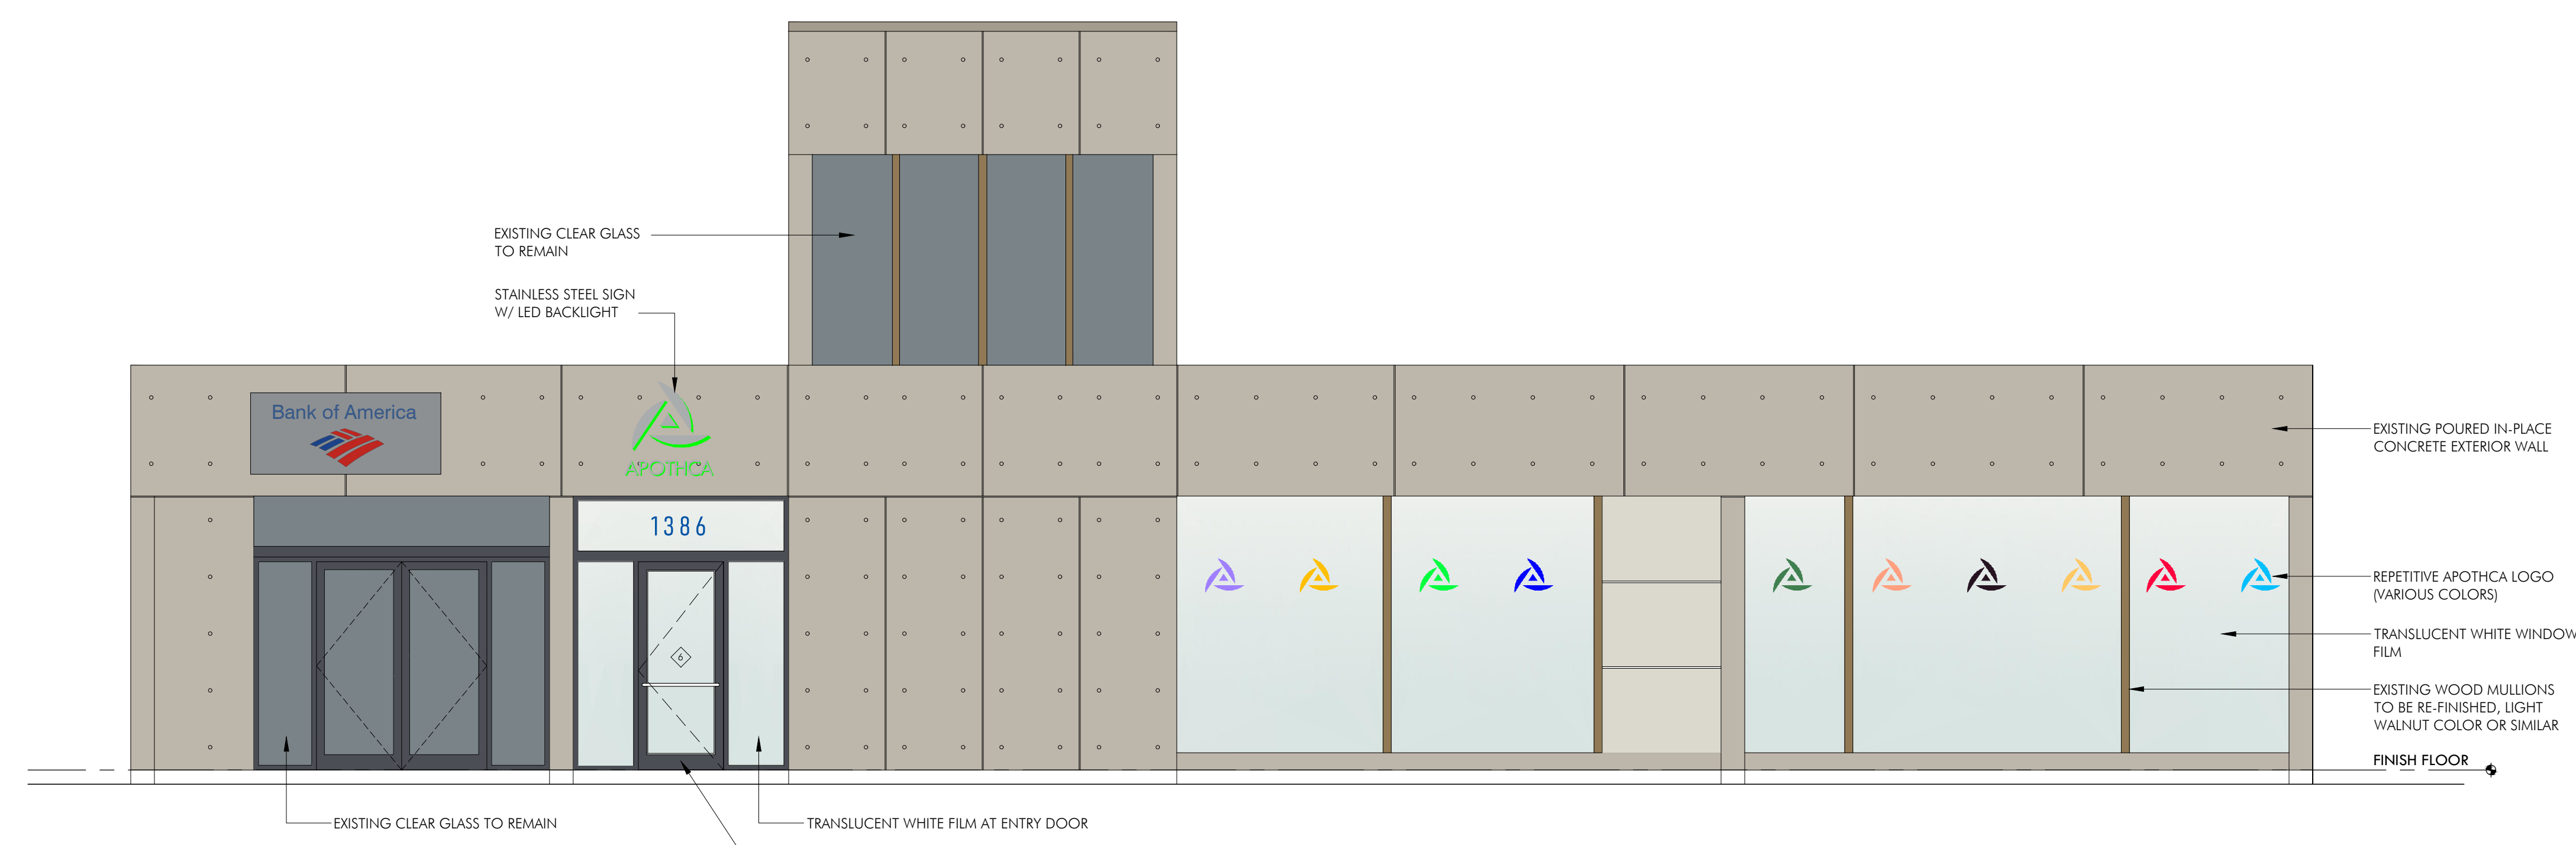 EXISTING CLEAR GLASS
TO REMAIN
STAINLESS STEEL SIGN
W/ LED BACKLIGHT
Bank of America
APOTHCA
1386
6
EXISTING POURED IN-PLACE
CONCRETE EXTERIOR WALL
REPETITIVE APOTHCA LOGO
(VARIOUS COLORS)
TRANSLUCENT WHITE WINDOW
FILM
EXISTING WOOD MULLIONS
TO BE RE-FINISHED, LIGHT
WALNUT COLOR OR SIMILAR
FINISH FLOOR
EXISTING CLEAR GLASS TO REMAIN
TRANSLUCENT WHITE FILM AT ENTRY DOOR